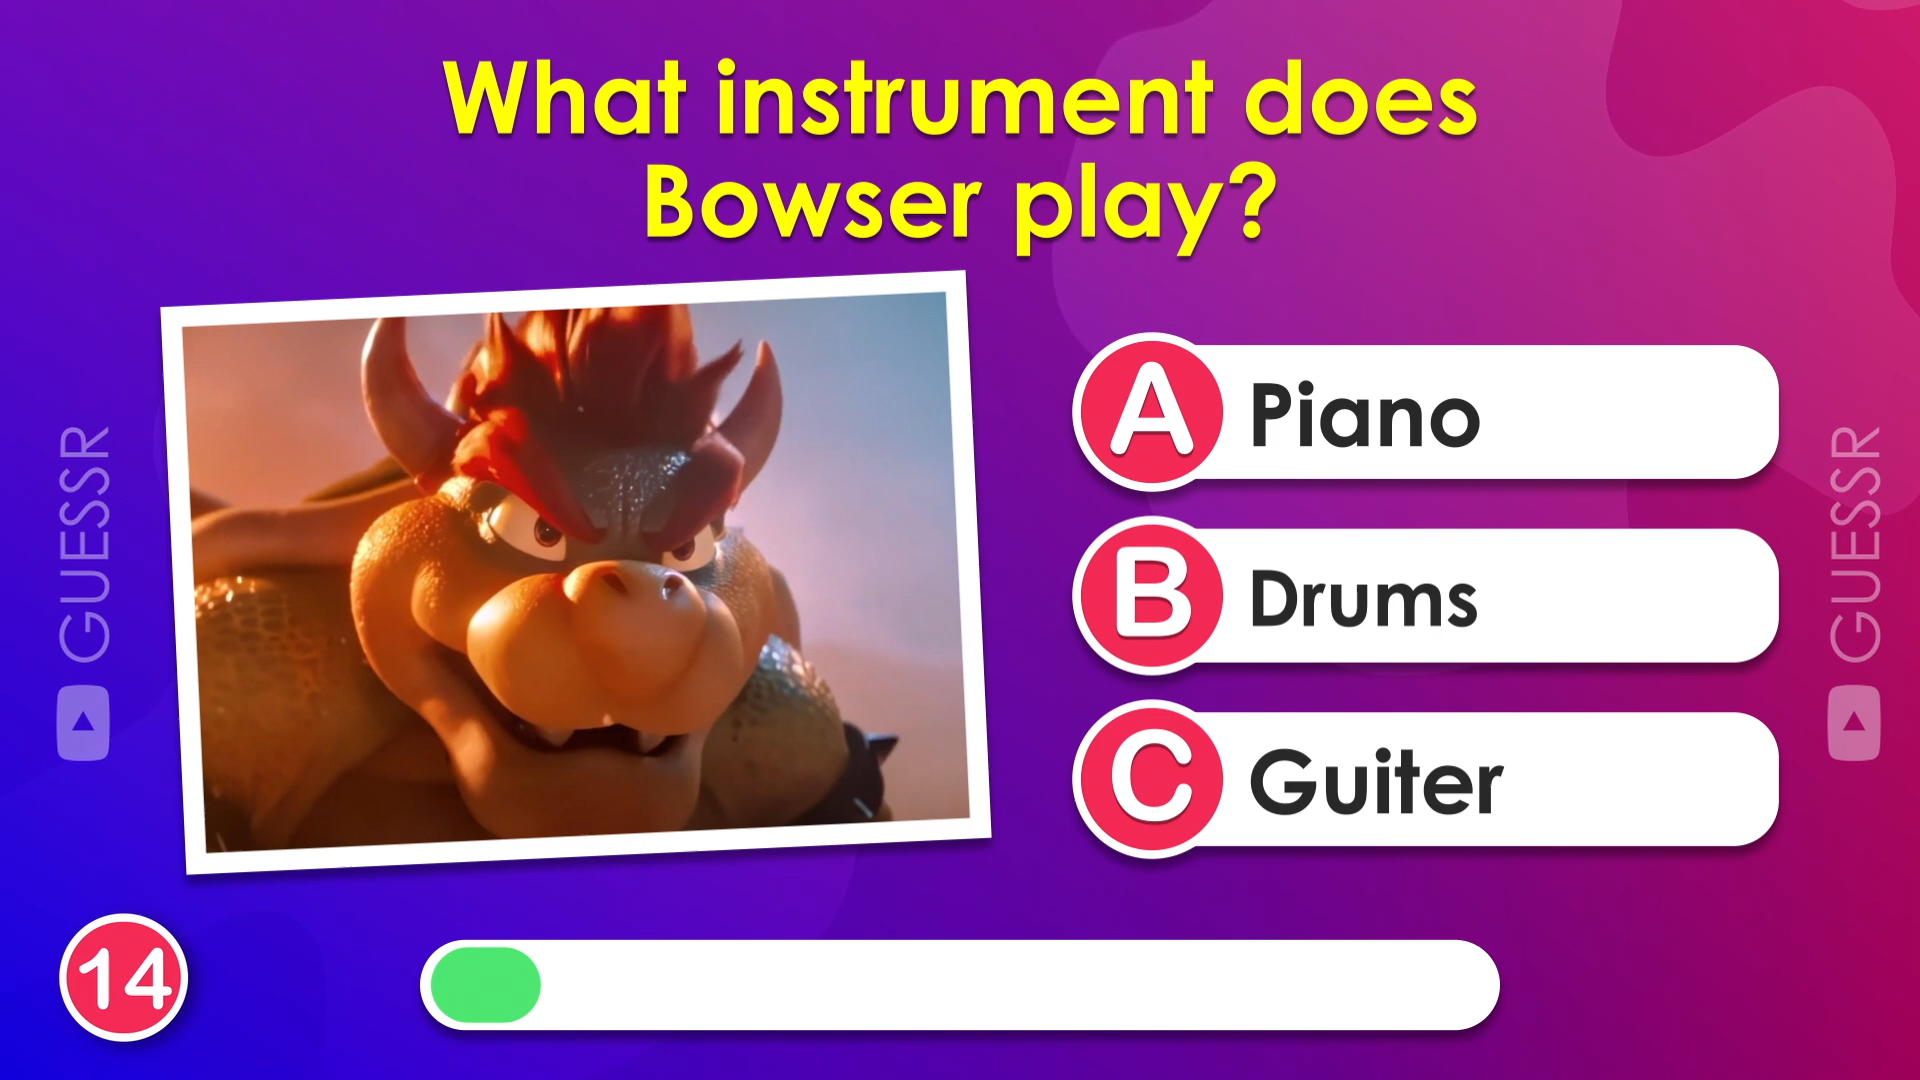 What instrument does
Bowser play?
A Piano
B Drums
C Guiter
GUESSR
GUESSR
14